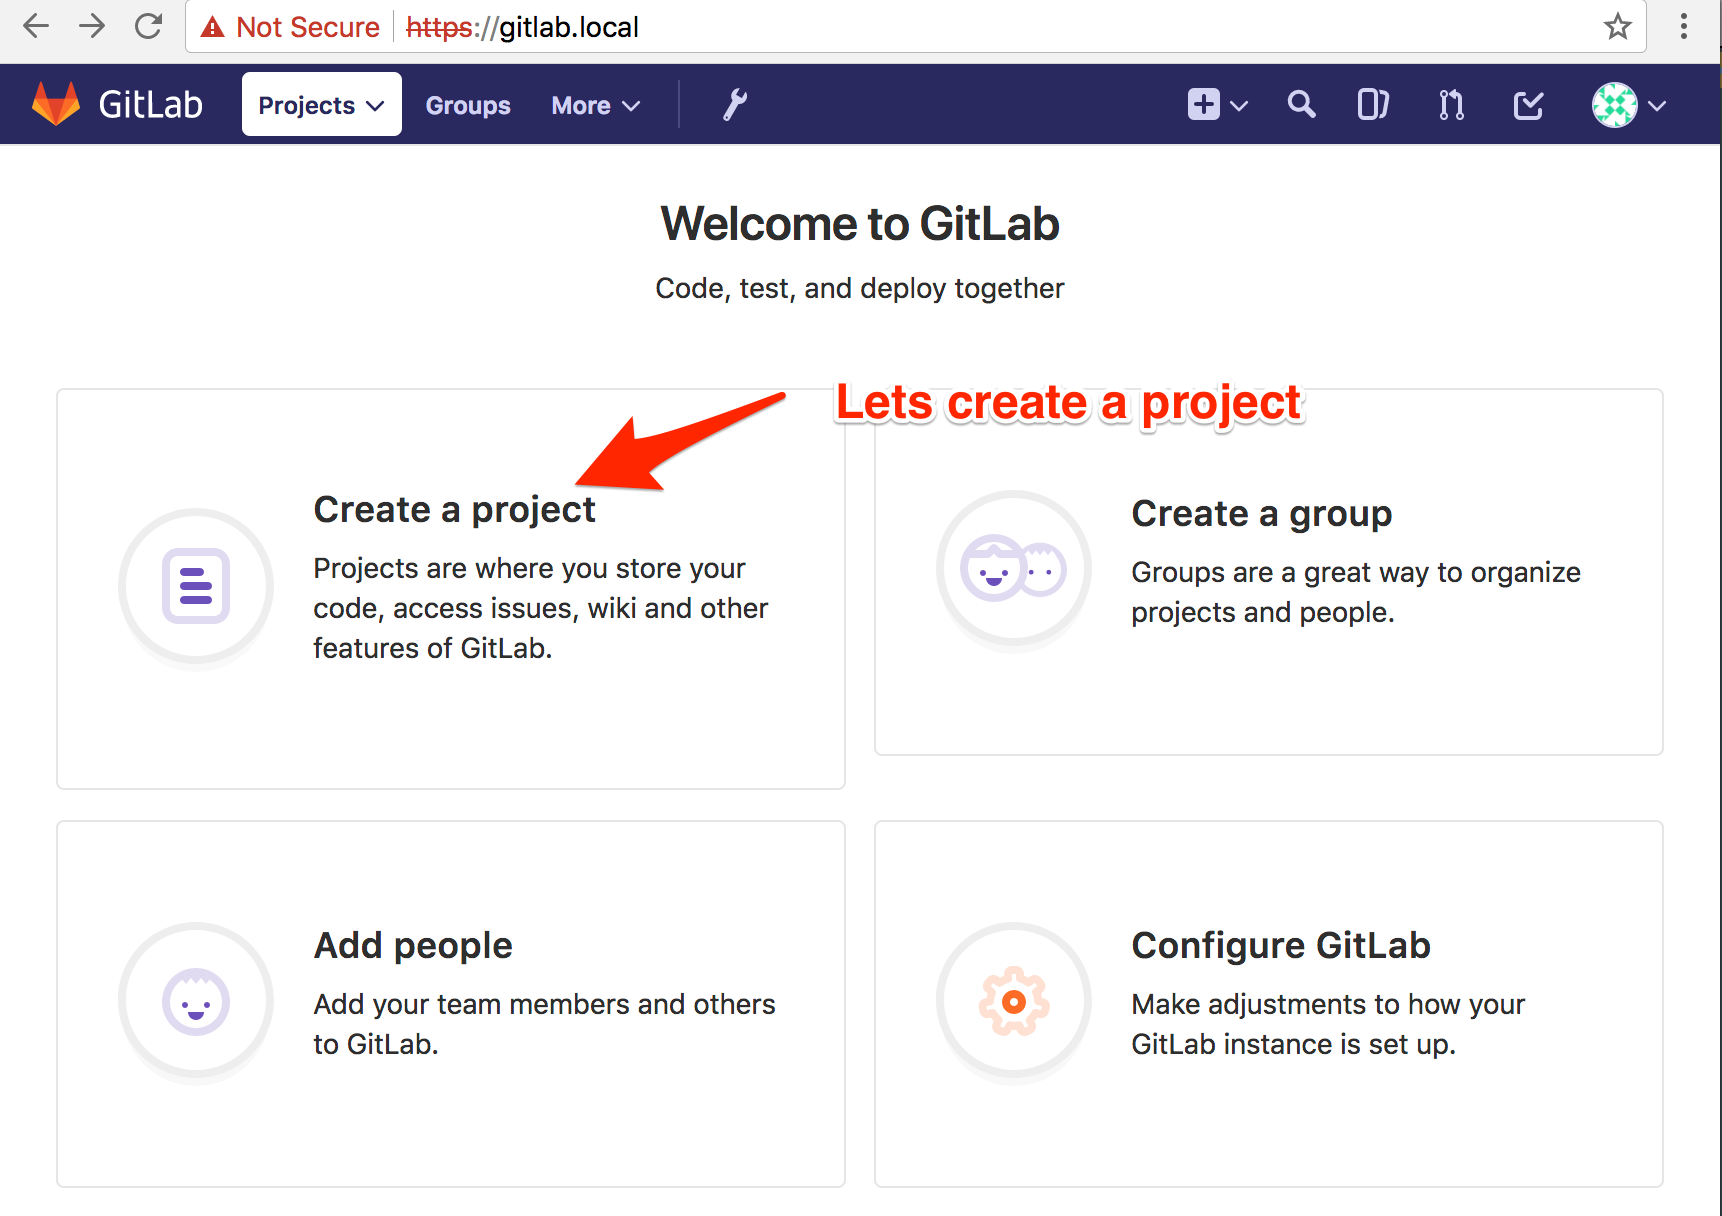 Not Secure https://gitlab.local
GitLab Projects Groups More
Welcome to GitLab
Code, test, and deploy together
Lets create a project
Create a project
Projects are where you store your
code, access issues, wiki and other
features of GitLab.
Create a group
Groups are a great way to organize
projects and people.
Add people
Add your team members and others
to GitLab.
Configure GitLab
Make adjustments to how your
GitLab instance is set up.